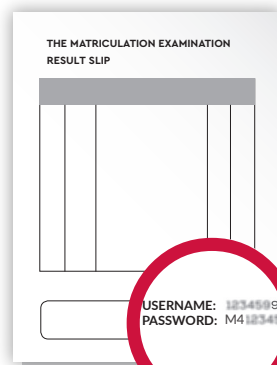 THE MATRICULATION EXAMINATION
RESULT SLIP
USERNAME:
PASSWORD: M4